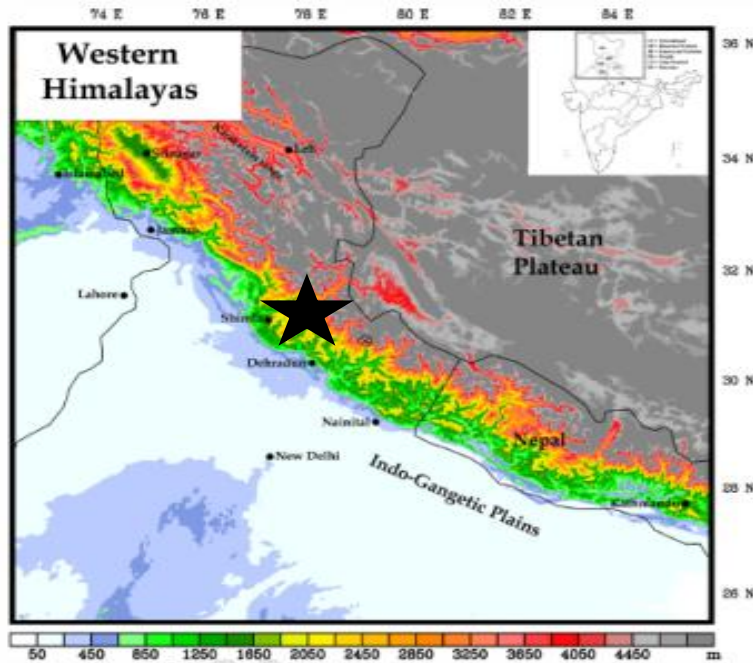 74 E 76 E 78 E 80 E 82 E 84 E
Western
Himalayas
36 N
34 N
32 N
30 N
28 N
26 N
Srinagar
Leh
Islamabad
Jammu
Lahore
Shimla
Dehradun
Nainital
New Delhi
Tibetan
Plateau
Nepal
Kathmandu
Indo-Gangetic Plains
50 450 850 1250 1650 2050 2450 2850 3250 3650 4050 4450 m